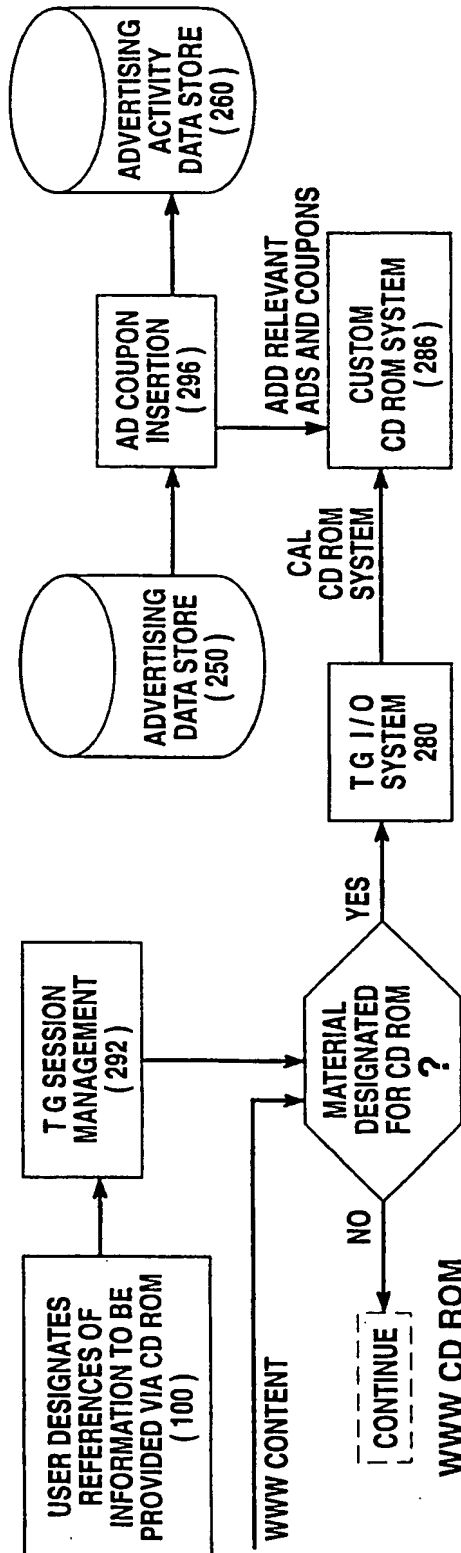 USER DESIGNATES
REFERENCES OF
INFORMATION TO BE
PROVIDED VIA CD ROM
(100)
T G SESSION
MANAGEMENT
(292)
WWW CONTENT
MATERIAL
DESIGNATED
FOR CD ROM
?
NO
CONTINUE
YES
T G I/O
SYSTEM
280
CAL
CD ROM
SYSTEM
CUSTOM
CD ROM SYSTEM
(286)
ADVERTISING
DATA STORE
(250)
AD COUPON
INSERTION
(296)
ADD RELEVANT
ADS AND COUPONS
ADVERTISING
ACTIVITY
DATA STORE
(260)
WWW CD ROM